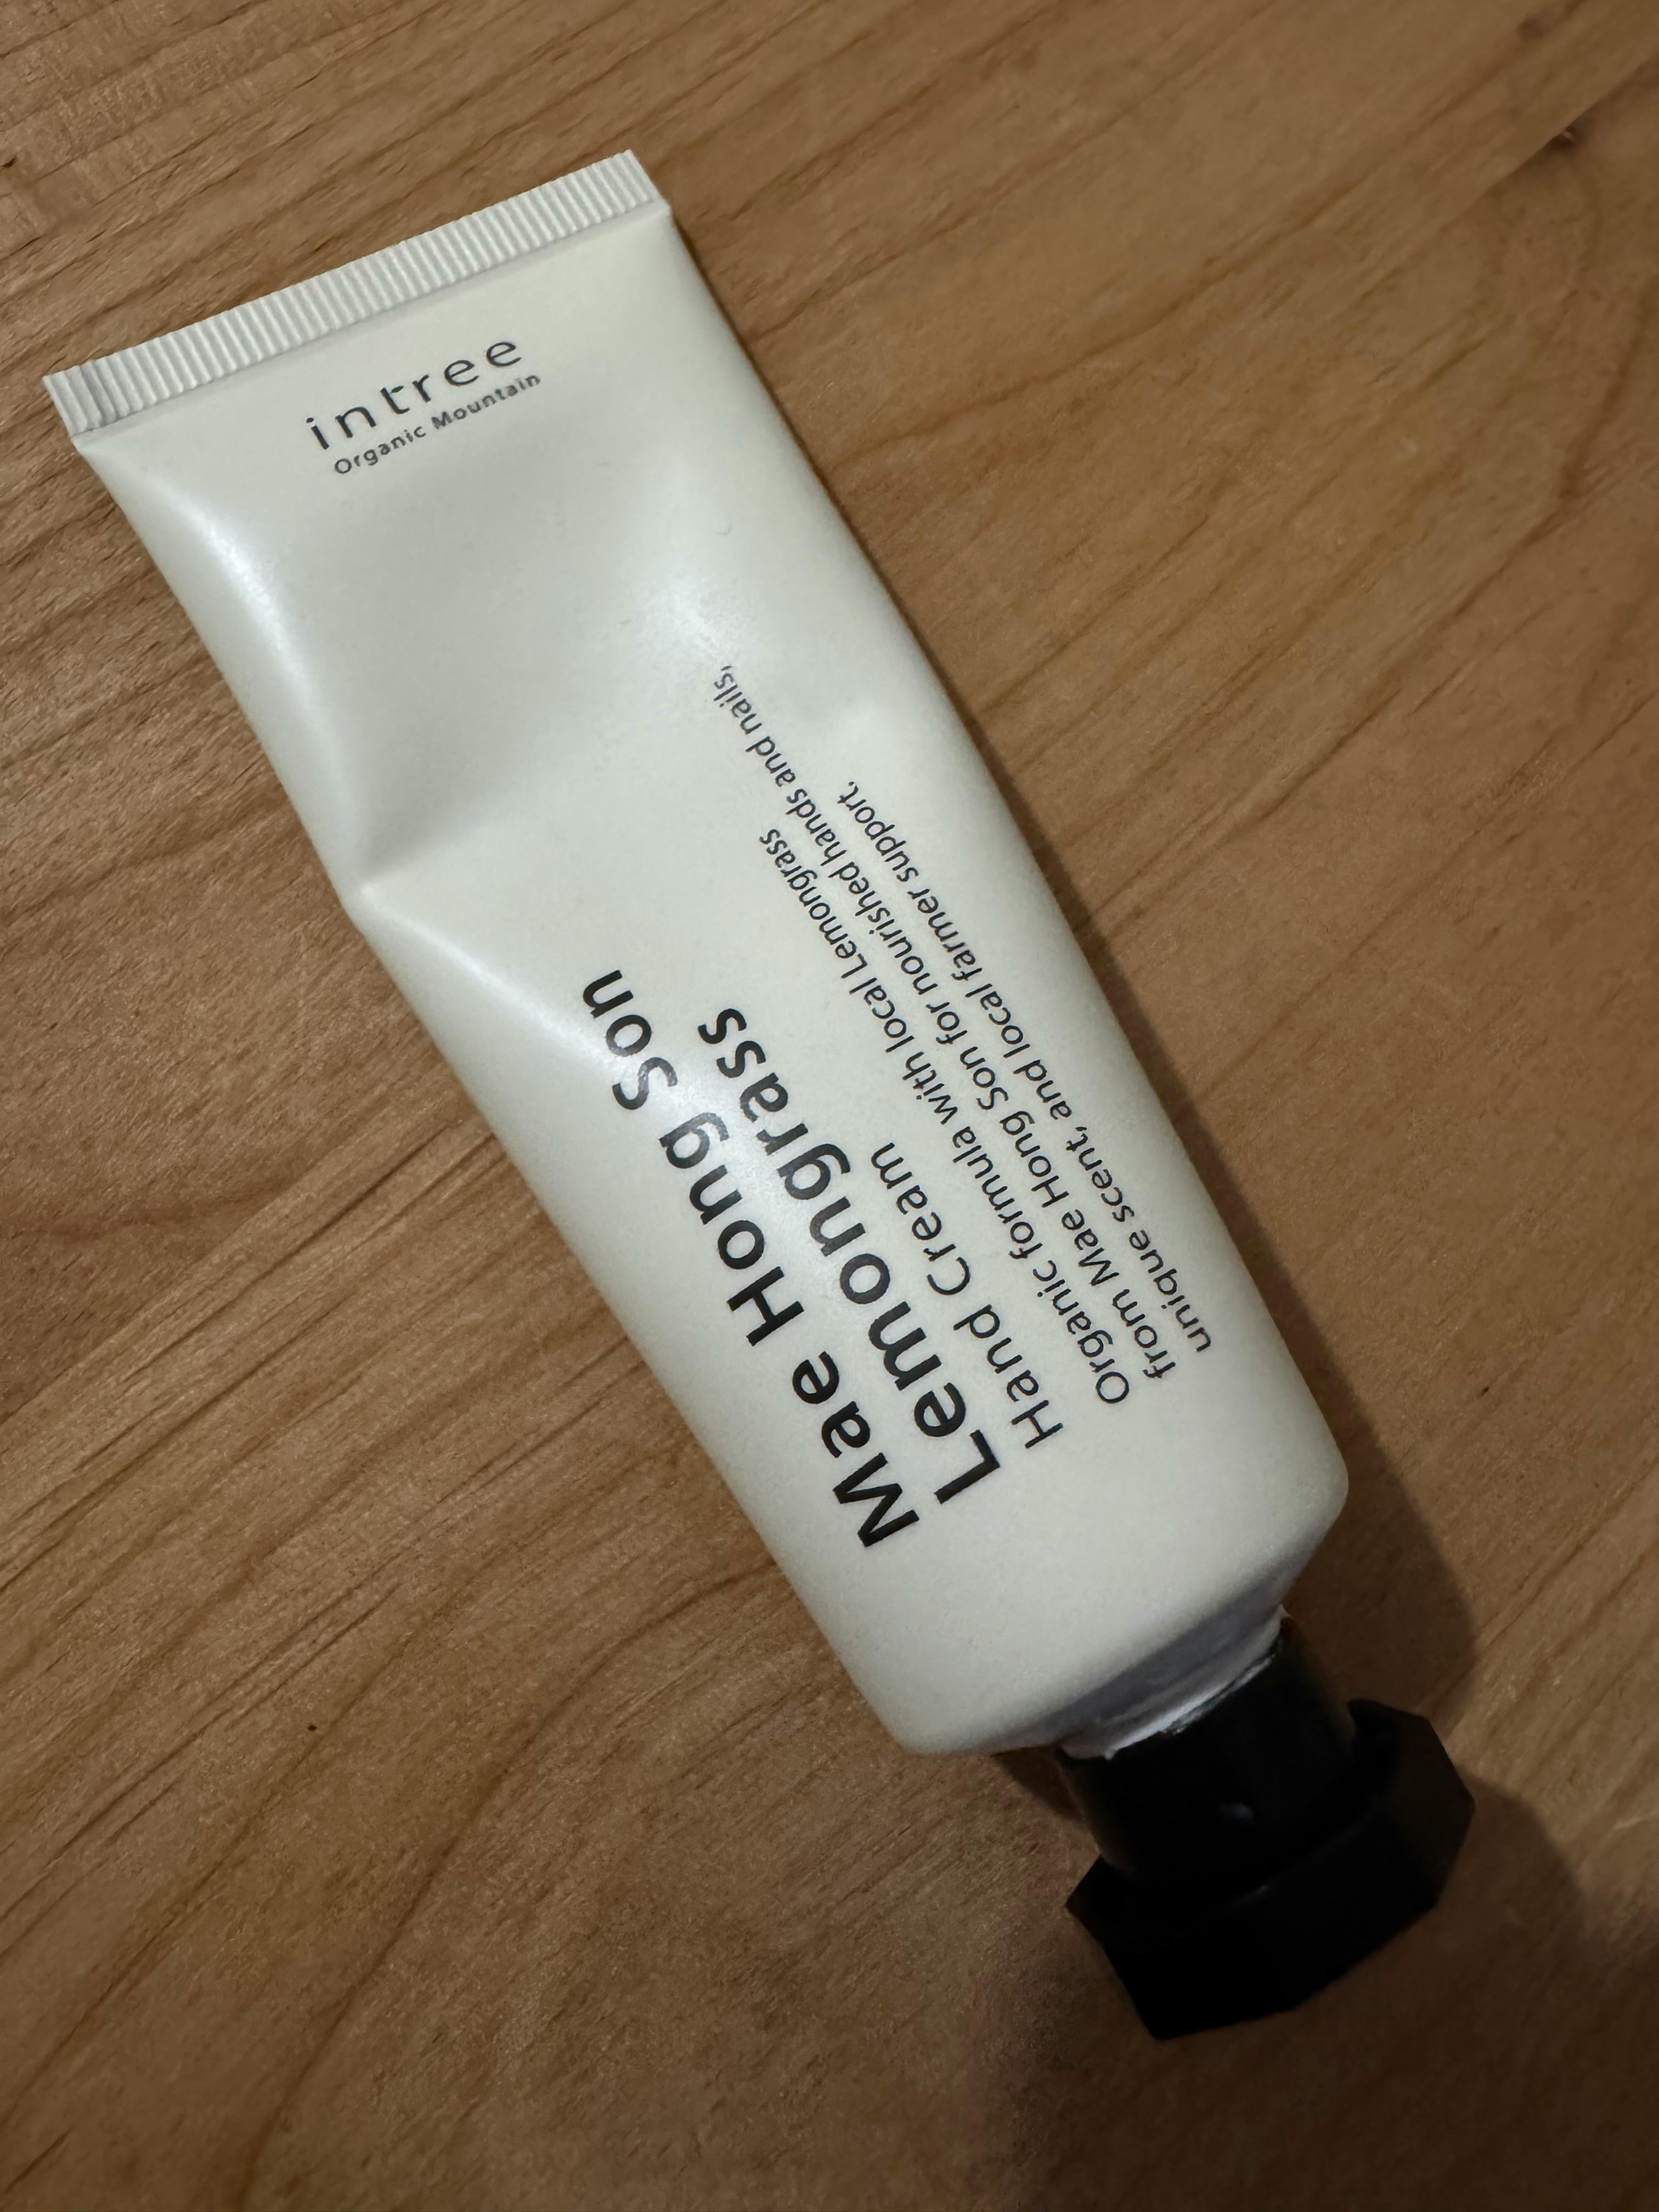 intree
Organic Mountain
Mae Hong Son
Lemongrass
Hand Cream
Organic formula with local Lemongrass
from Mae Hong Son for nourished hands and nails,
unique scent, and local farmer support.